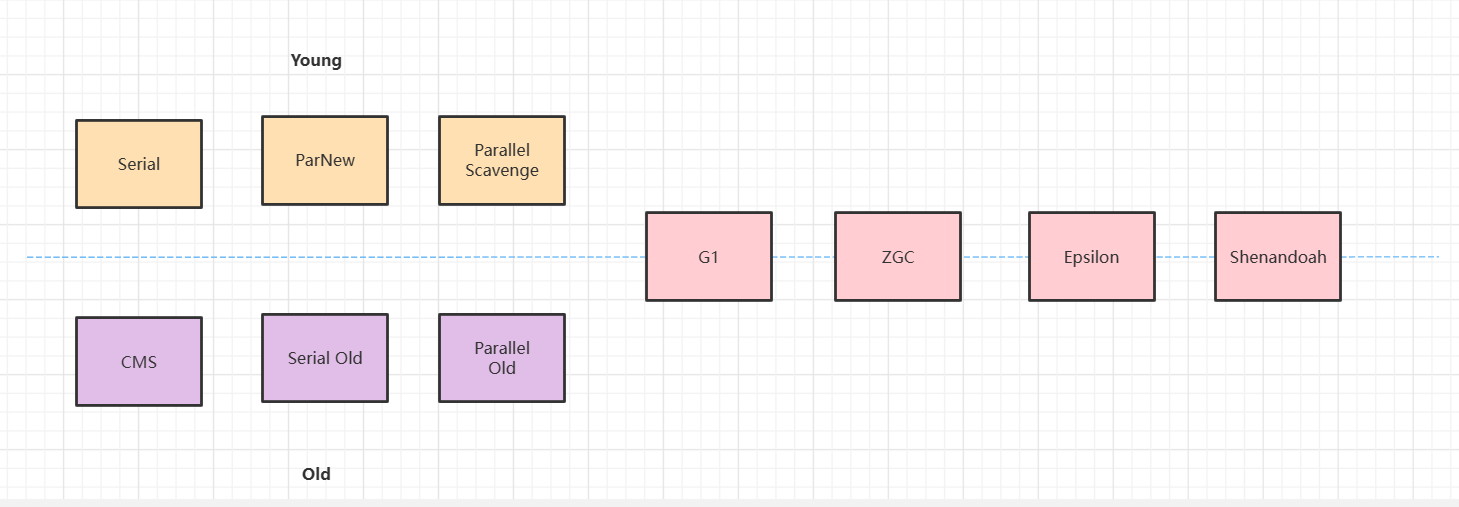 Young
Serial
ParNew
Parallel
Scavenge
G1
ZGC
Epsilon
Shenandoah
CMS
Serial Old
Parallel
Old
Old